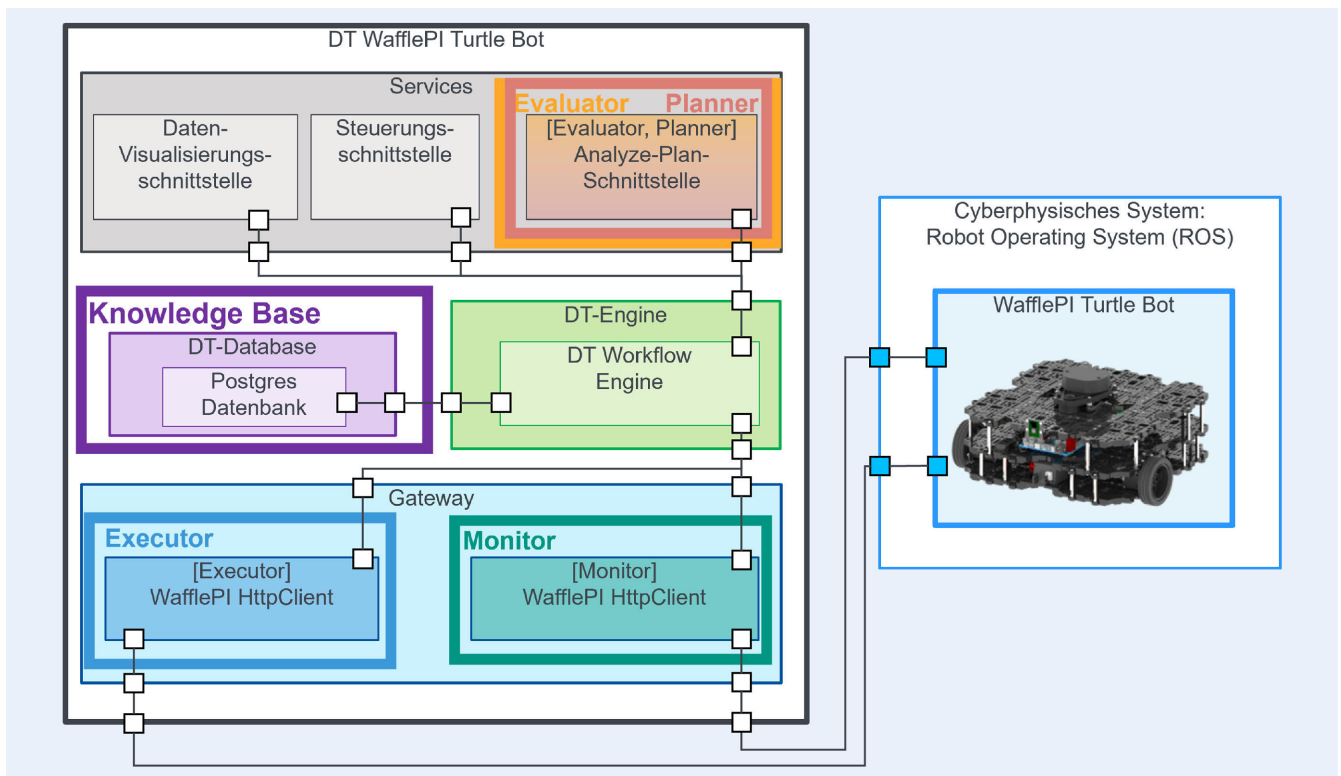 DT WafflePI Turtle Bot
Services
Evaluator Planner
Daten-
Visualisierungs-
schnittstelle
Steuerungs-
schnittstelle
[Evaluator, Planner]
Analyze-Plan-
Schnittstelle
Knowledge Base
DT-Database
Postgres
Datenbank
DT-Engine
DT Workflow
Engine
Gateway
Executor
[Executor]
WafflePI HttpClient
Monitor
[Monitor]
WafflePI HttpClient
Cyberphysisches System:
Robot Operating System (ROS)
WafflePI Turtle Bot